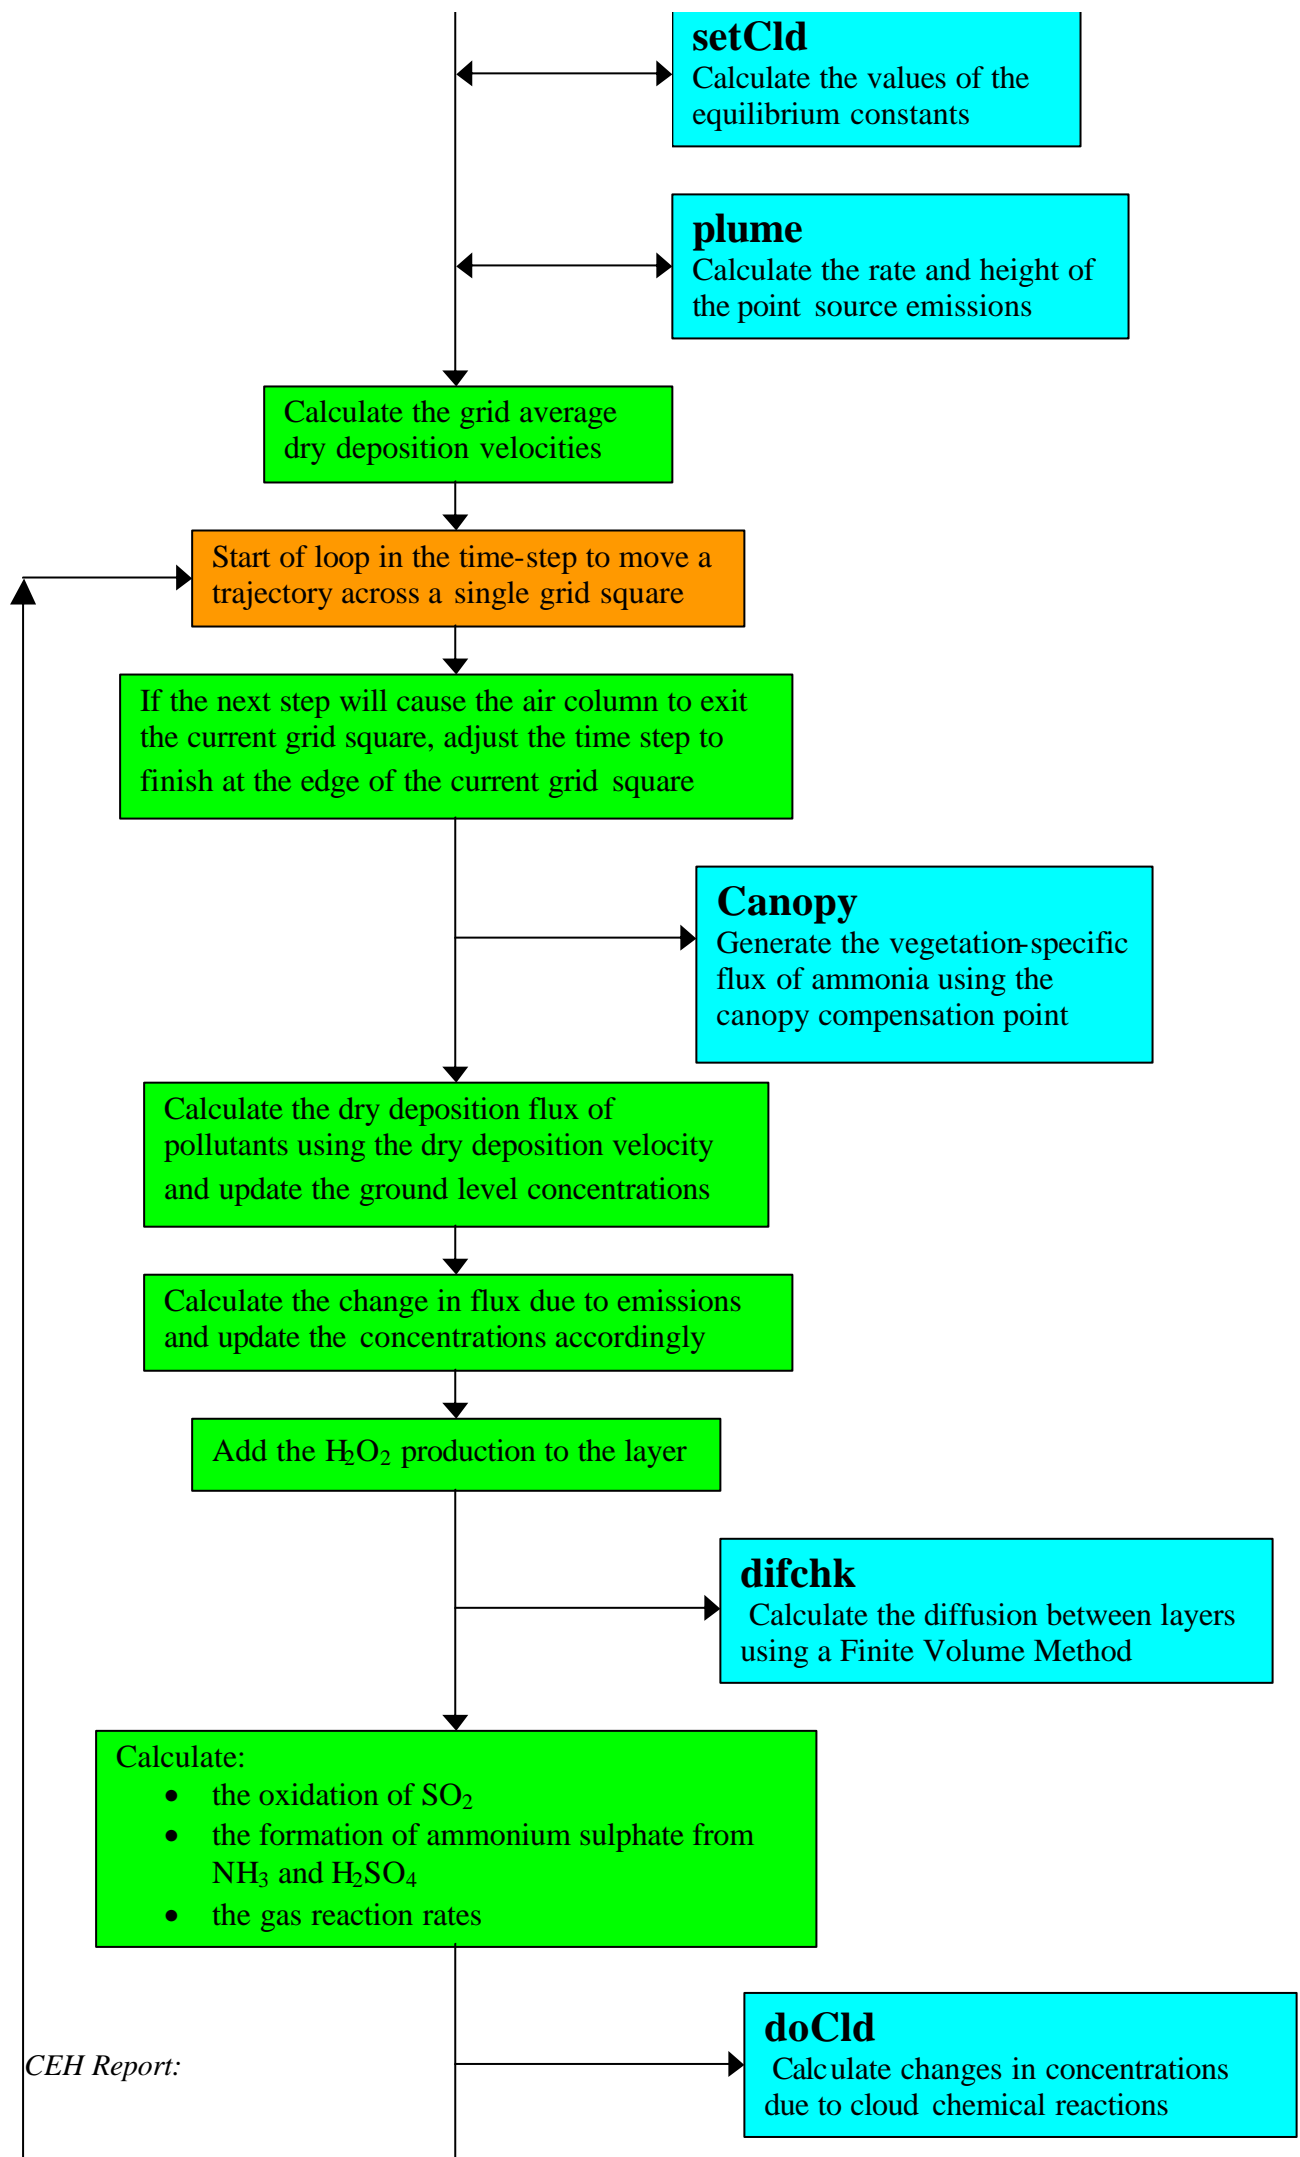 setCld
Calculate the values of the
equilibrium constants
plume
Calculate the rate and height of
the point source emissions
Calculate the grid average
dry deposition velocities
Start of loop in the time-step to move a
trajectory across a single grid square
If the next step will cause the air column to exit
the current grid square, adjust the time step to
finish at the edge of the current grid square
Canopy
Generate the vegetation-specific
flux of ammonia using the
canopy compensation point
Calculate the dry deposition flux of
pollutants using the dry deposition velocity
and update the ground level concentrations
Calculate the change in flux due to emissions
and update the concentrations accordingly
Add the H₂O₂ production to the layer
difchk
Calculate the diffusion between layers
using a Finite Volume Method
Calculate:
• the oxidation of SO₂
• the formation of ammonium sulphate from
NH₃ and H₂SO₄
• the gas reaction rates
doCld
Calculate changes in concentrations
due to cloud chemical reactions
CEH Report: